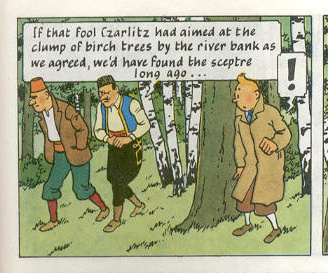 If that fool Czarlitz had aimed at the
clump of birch trees by the river bank as
we agreed, we'd have found the sceptre
long ago...
!